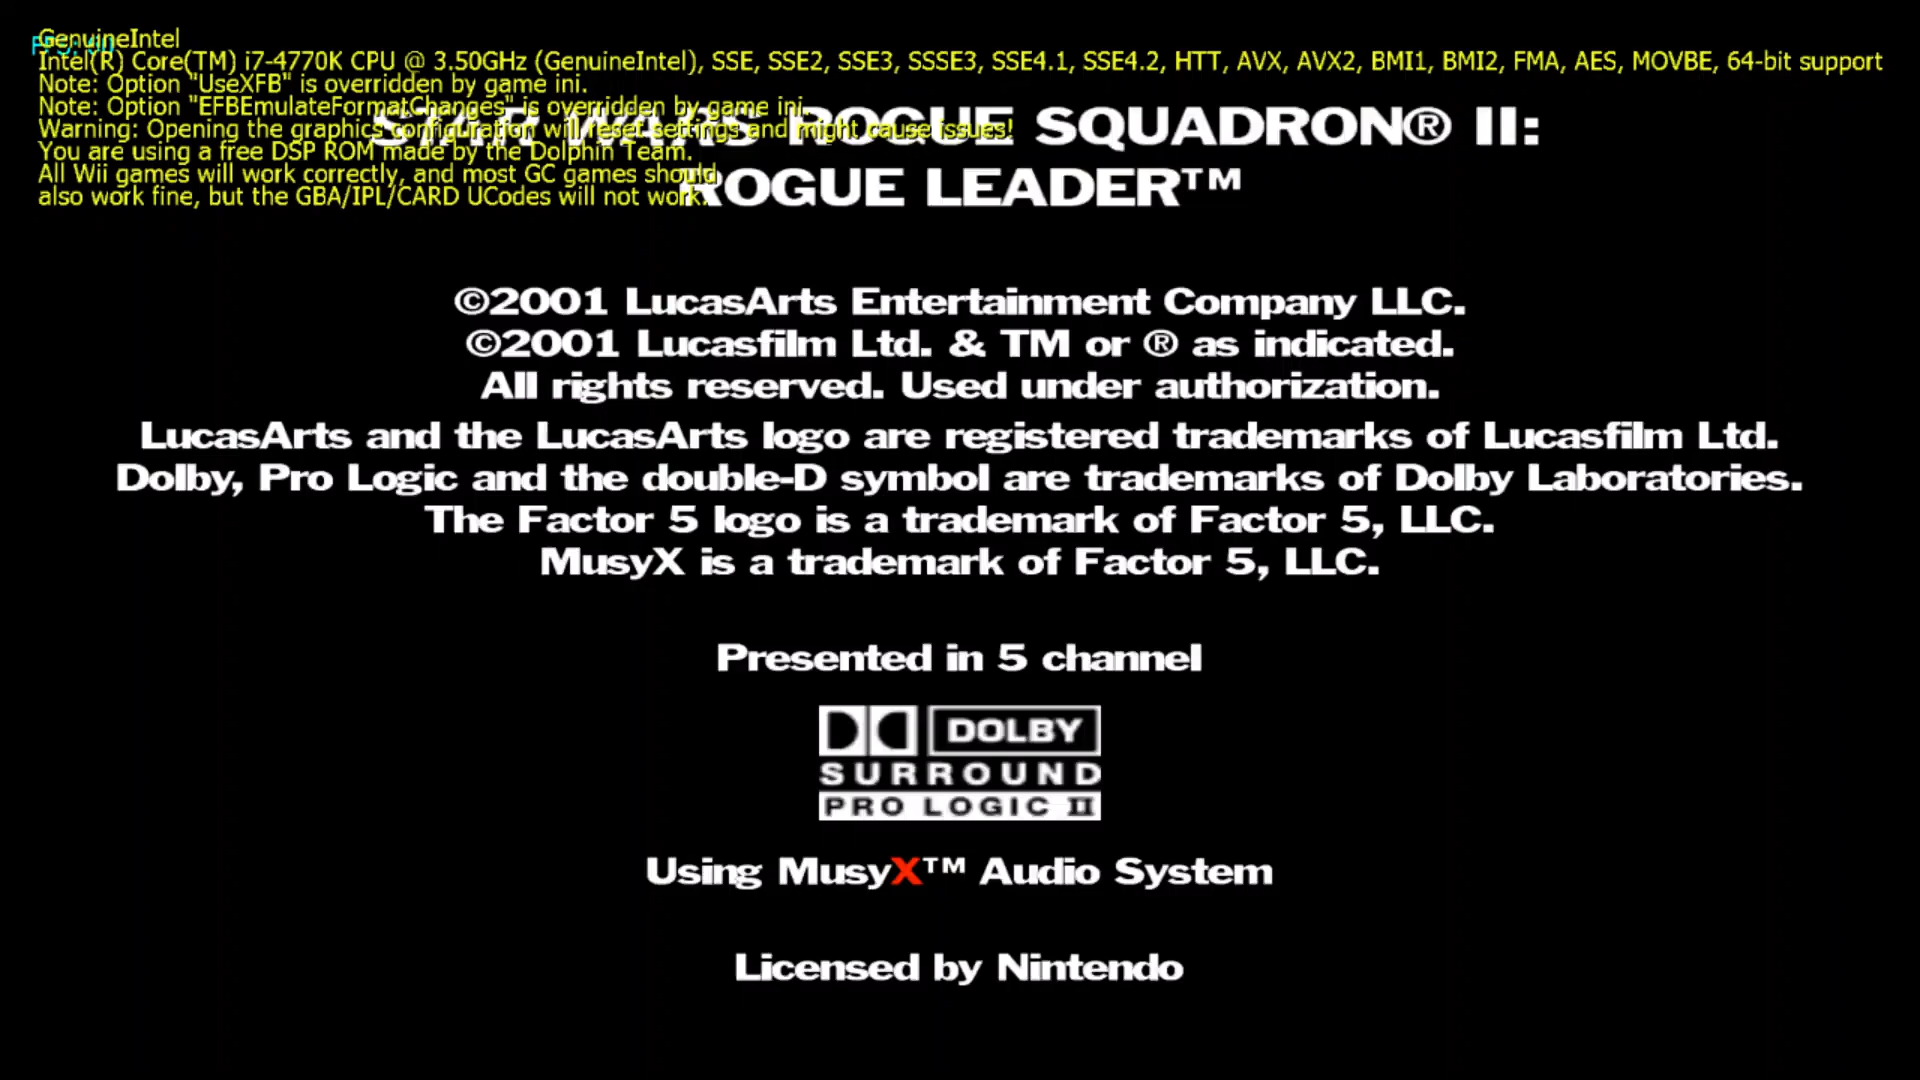 GenuineIntel
Intel(R) Core(TM) i7-4770K CPU @ 3.50GHz (GenuineIntel), SSE, SSE2, SSE3, SSSE3, SSE4.1, SSE4.2, HTT, AVX, AVX2, BMI1, BMI2, FMA, AES, MOVBE, 64-bit support
Note: Option "UseXFB" is overridden by game ini.
Note: Option "EFBEmulateFormatChanges" is overridden by game ini.
Warning: Opening the graphics configuration will reset settings and might cause issues!
You are using a free DSP ROM made by the Dolphin Team.
All Wii games will work correctly, and most GC games should
also work fine, but the GBA/IPL/CARD UCodes will not work.
STAR WARS ROGUE SQUADRON® II:
ROGUE LEADER™
©2001 LucasArts Entertainment Company LLC.
©2001 Lucasfilm Ltd. & TM or ® as indicated.
All rights reserved. Used under authorization.
LucasArts and the LucasArts logo are registered trademarks of Lucasfilm Ltd.
Dolby, Pro Logic and the double-D symbol are trademarks of Dolby Laboratories.
The Factor 5 logo is a trademark of Factor 5, LLC.
MusyX is a trademark of Factor 5, LLC.
Presented in 5 channel
DOLBY
SURROUND
PRO LOGIC II
Using MusyX™ Audio System
Licensed by Nintendo